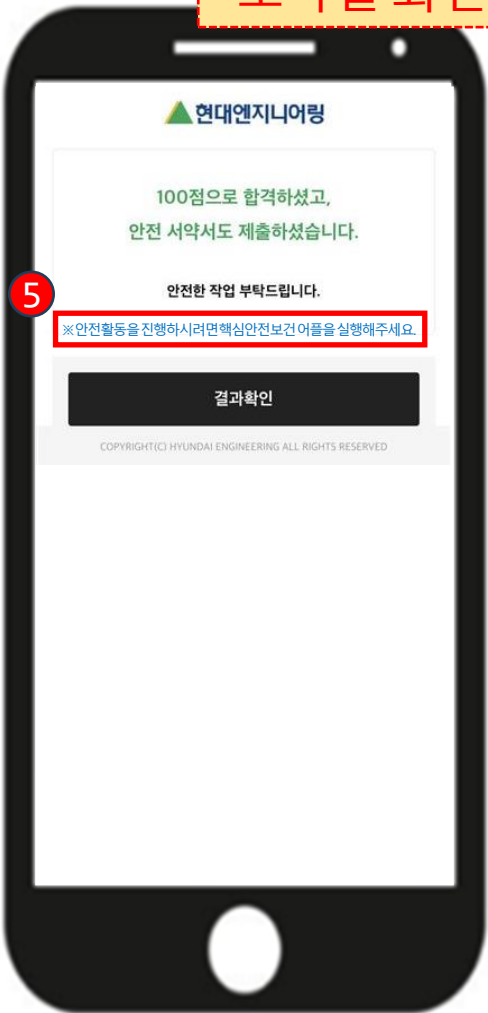 현대엔지니어링
100점으로 합격하셨고,
안전 서약서도 제출하셨습니다.
안전한 작업 부탁드립니다.
5
※안전활동을 진행하시려면 핵심안전보건 어플을 실행해주세요.
결과확인
COPYRIGHT(C) HYUNDAI ENGINEERING ALL RIGHTS RESERVED